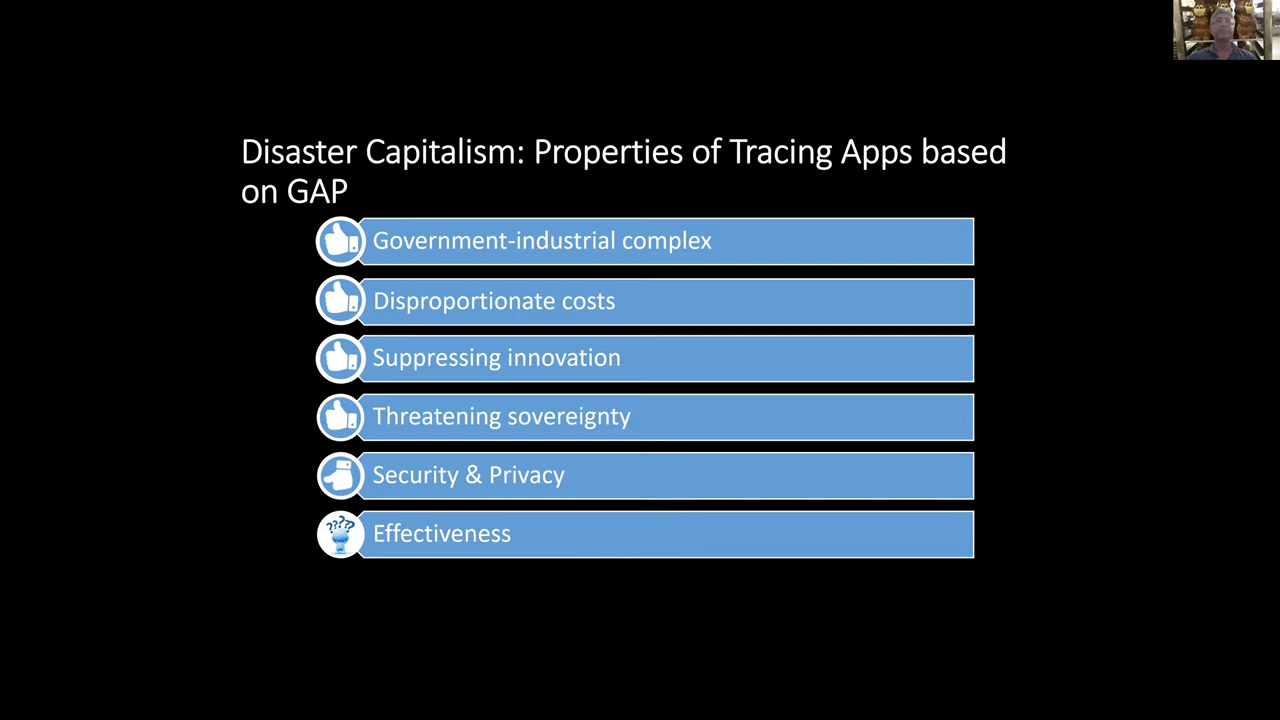 Disaster Capitalism: Properties of Tracing Apps based
on GAP
Government-industrial complex
Disproportionate costs
Suppressing innovation
Threatening sovereignty
Security & Privacy
????
Effectiveness